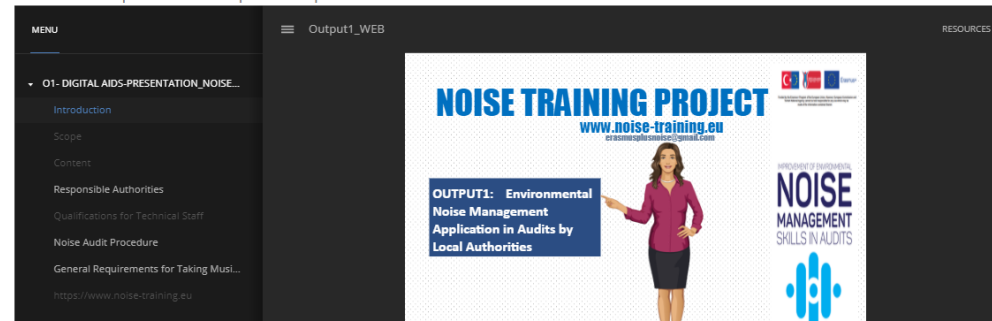 MENU
Output1_WEB
RESOURCES
O1- DIGITAL AIDS-PRESENTATION_NOISE...
Introduction
Scope
Content
Responsible Authorities
Qualifications for Technical Staff
Noise Audit Procedure
General Requirements for Taking Musi...
https://www.noise-training.eu
NOISE TRAINING PROJECT
www.noise-training.eu
erasmusplusnoise@gmail.com
OUTPUT1: Environmental
Noise Management
Application in Audits by
Local Authorities
IMPROVEMENT OF ENVIRONMENTAL
NOISE
MANAGEMENT
SKILLS IN AUDITS